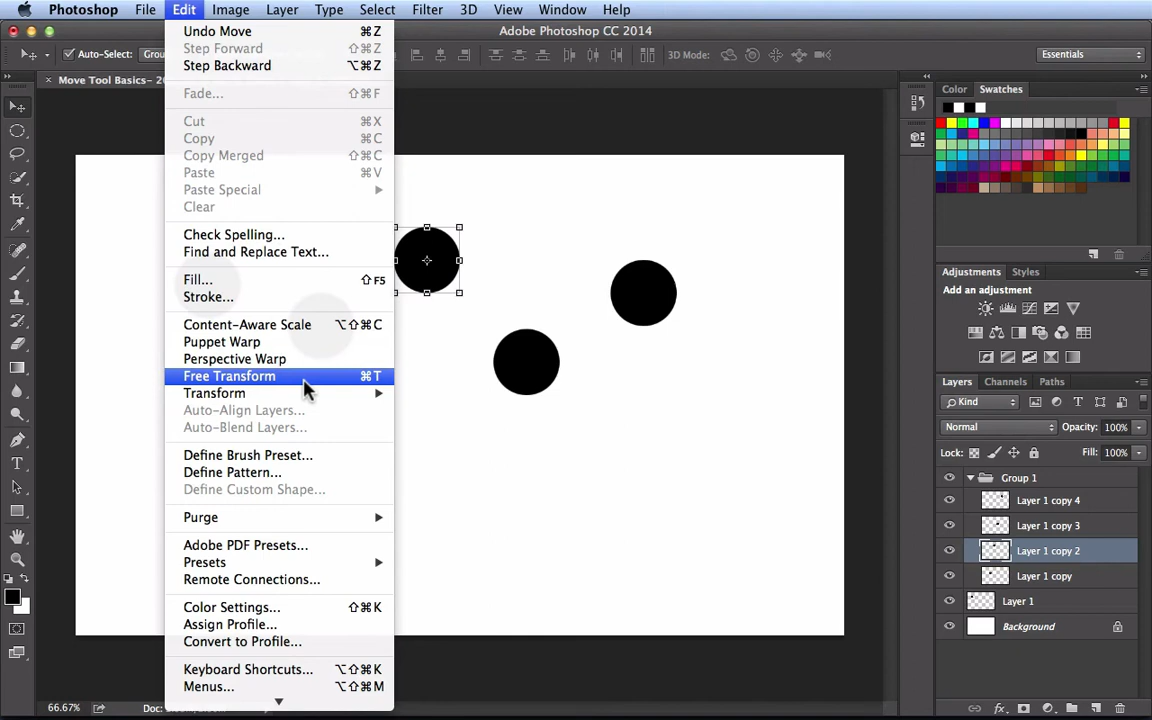 Photoshop File Edit Image Layer Type Select Filter 3D View Window Help
Adobe Photoshop CC 2014
Auto-Select: Grou
3D Mode:
Essentials
× Move Tool Basics- 2
Undo Move ⌘Z
Step Forward ⇧⌘Z
Step Backward ⌥⌘Z
Fade... ⇧⌘F
Cut ⌘X
Copy ⌘C
Copy Merged ⇧⌘C
Paste ⌘V
Paste Special
Clear
Check Spelling...
Find and Replace Text...
Fill... ⇧F5
Stroke...
Content-Aware Scale ⌥⇧⌘C
Puppet Warp
Perspective Warp
Free Transform ⌘T
Transform
Auto-Align Layers...
Auto-Blend Layers...
Define Brush Preset...
Define Pattern...
Define Custom Shape...
Purge
Adobe PDF Presets...
Presets
Remote Connections...
Color Settings... ⇧⌘K
Assign Profile...
Convert to Profile...
Keyboard Shortcuts... ⌥⇧⌘K
Menus... ⌥⇧⌘M
Color Swatches
Adjustments Styles
Add an adjustment
Layers Channels Paths
Kind
Normal Opacity: 100%
Lock: Fill: 100%
Group 1
Layer 1 copy 4
Layer 1 copy 3
Layer 1 copy 2
Layer 1 copy
Layer 1
Background
66.67% Doc: